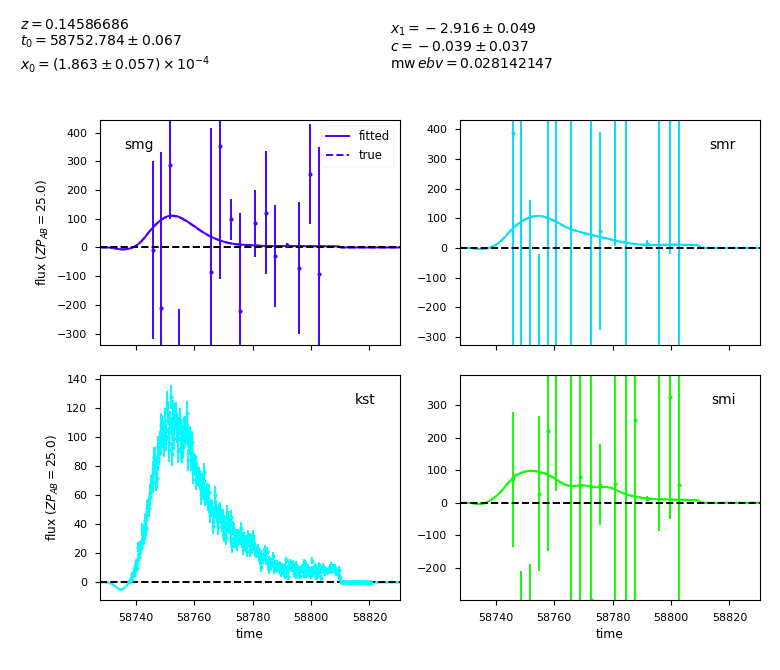 z = 0.14586686
t₀ = 58752.784 ± 0.067
x₀ = (1.863 ± 0.057) × 10⁻⁴
x₁ = −2.916 ± 0.049
c = −0.039 ± 0.037
mw ebv = 0.028142147
smg
fitted
true
400
300
200
100
0
−100
−200
−300
flux (ZP_AB = 25.0)
smr
400
300
200
100
0
−100
−200
−300
kst
140
120
100
80
60
40
20
0
flux (ZP_AB = 25.0)
58740 58760 58780 58800 58820
time
smi
300
200
100
0
−100
−200
58740 58760 58780 58800 58820
time